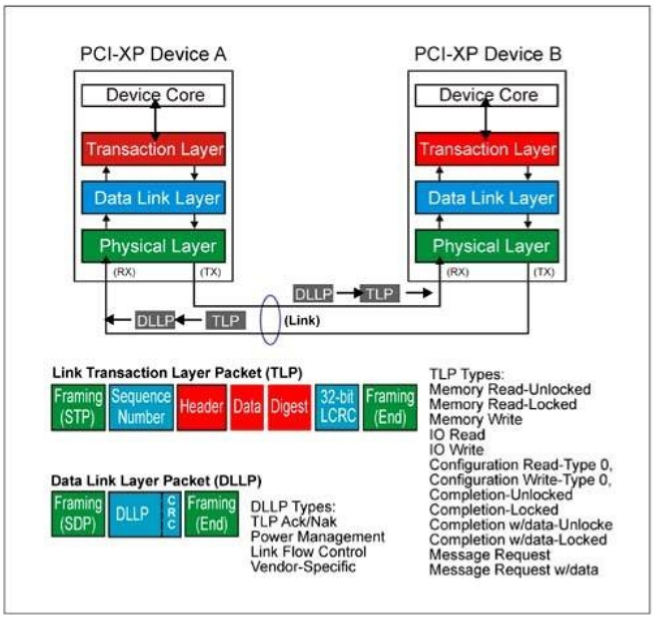 PCI-XP Device A
PCI-XP Device B
Device Core
Device Core
Transaction Layer
Transaction Layer
Data Link Layer
Data Link Layer
Physical Layer
Physical Layer
(RX)
(TX)
(RX)
(TX)
DLLP
TLP
DLLP
TLP
(Link)
Link Transaction Layer Packet (TLP)
Framing (STP)
Sequence Number
Header
Data
Digest
32-bit LCRC
Framing (End)
Data Link Layer Packet (DLLP)
Framing (SDP)
DLLP
CRC
Framing (End)
DLLP Types:
TLP Ack/Nak
Power Management
Link Flow Control
Vendor-Specific
TLP Types:
Memory Read-Unlocked
Memory Read-Locked
Memory Write
IO Read
IO Write
Configuration Read-Type 0,
Configuration Write-Type 0,
Completion-Unlocked
Completion-Locked
Completion w/data-Unlocke
Completion w/data-Locked
Message Request
Message Request w/data